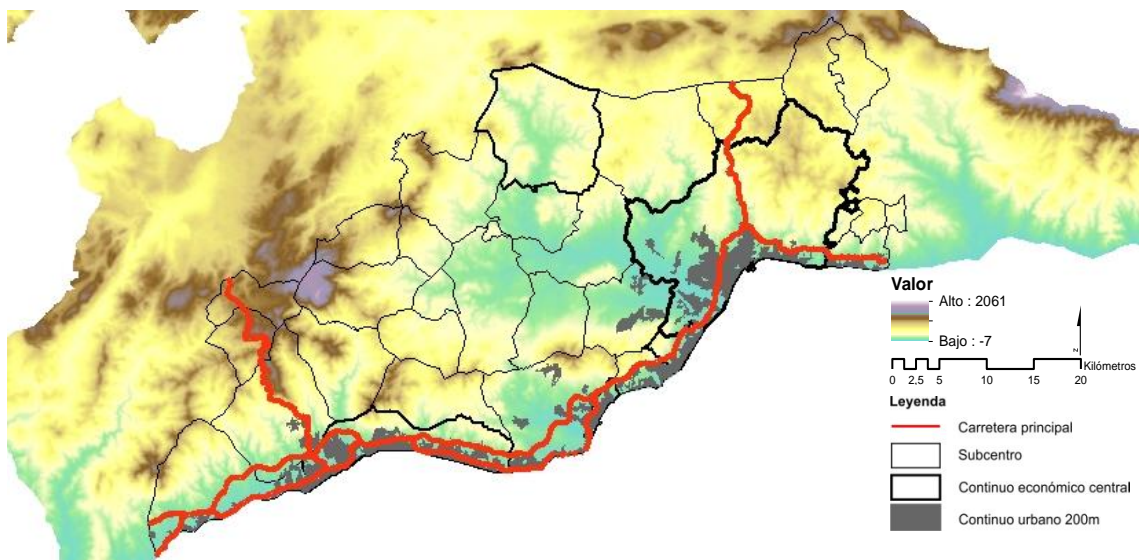 Valor
Alto : 2061
Bajo : -7
z
Kilómetros
0 2,5 5 10 15 20
Leyenda
Carretera principal
Subcentro
Continuo económico central
Continuo urbano 200m